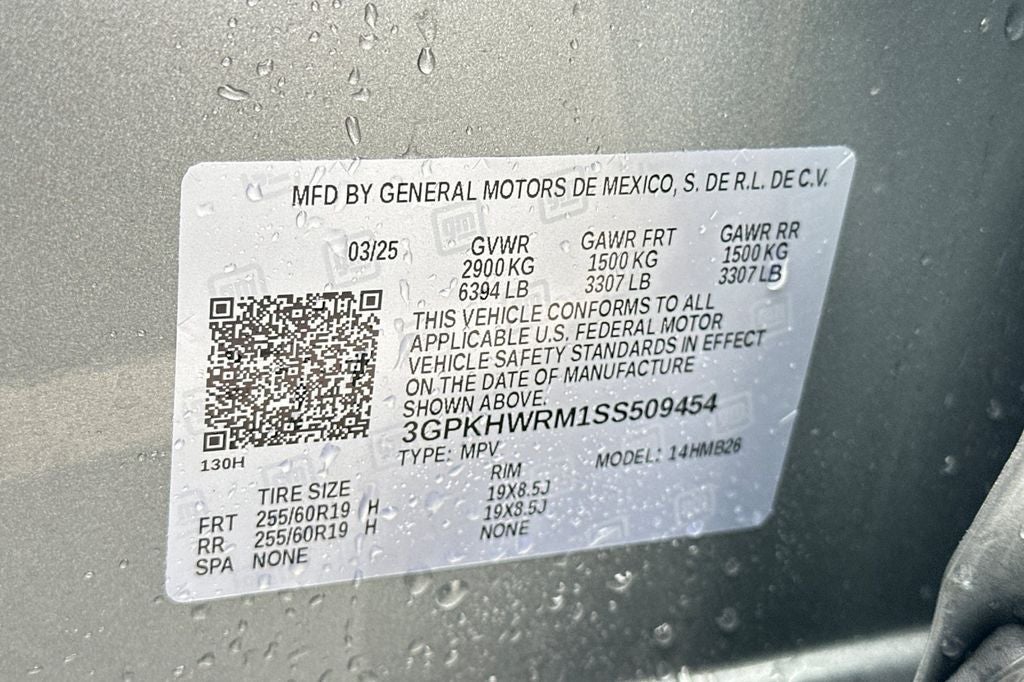 MFD BY GENERAL MOTORS DE MEXICO, S. DE R.L. DE C.V.
03/25 GVWR GAWR FRT GAWR RR
2900 KG 1500 KG 1500 KG
6394 LB 3307 LB 3307 LB
THIS VEHICLE CONFORMS TO ALL
APPLICABLE U.S. FEDERAL MOTOR
VEHICLE SAFETY STANDARDS IN EFFECT
ON THE DATE OF MANUFACTURE
SHOWN ABOVE.
3GPKHWRM1SS509454
130H
TYPE: MPV MODEL: 14HMB26
TIRE SIZE RIM
FRT 255/60R19 H 19X8.5J
RR 255/60R19 H 19X8.5J
SPA NONE NONE